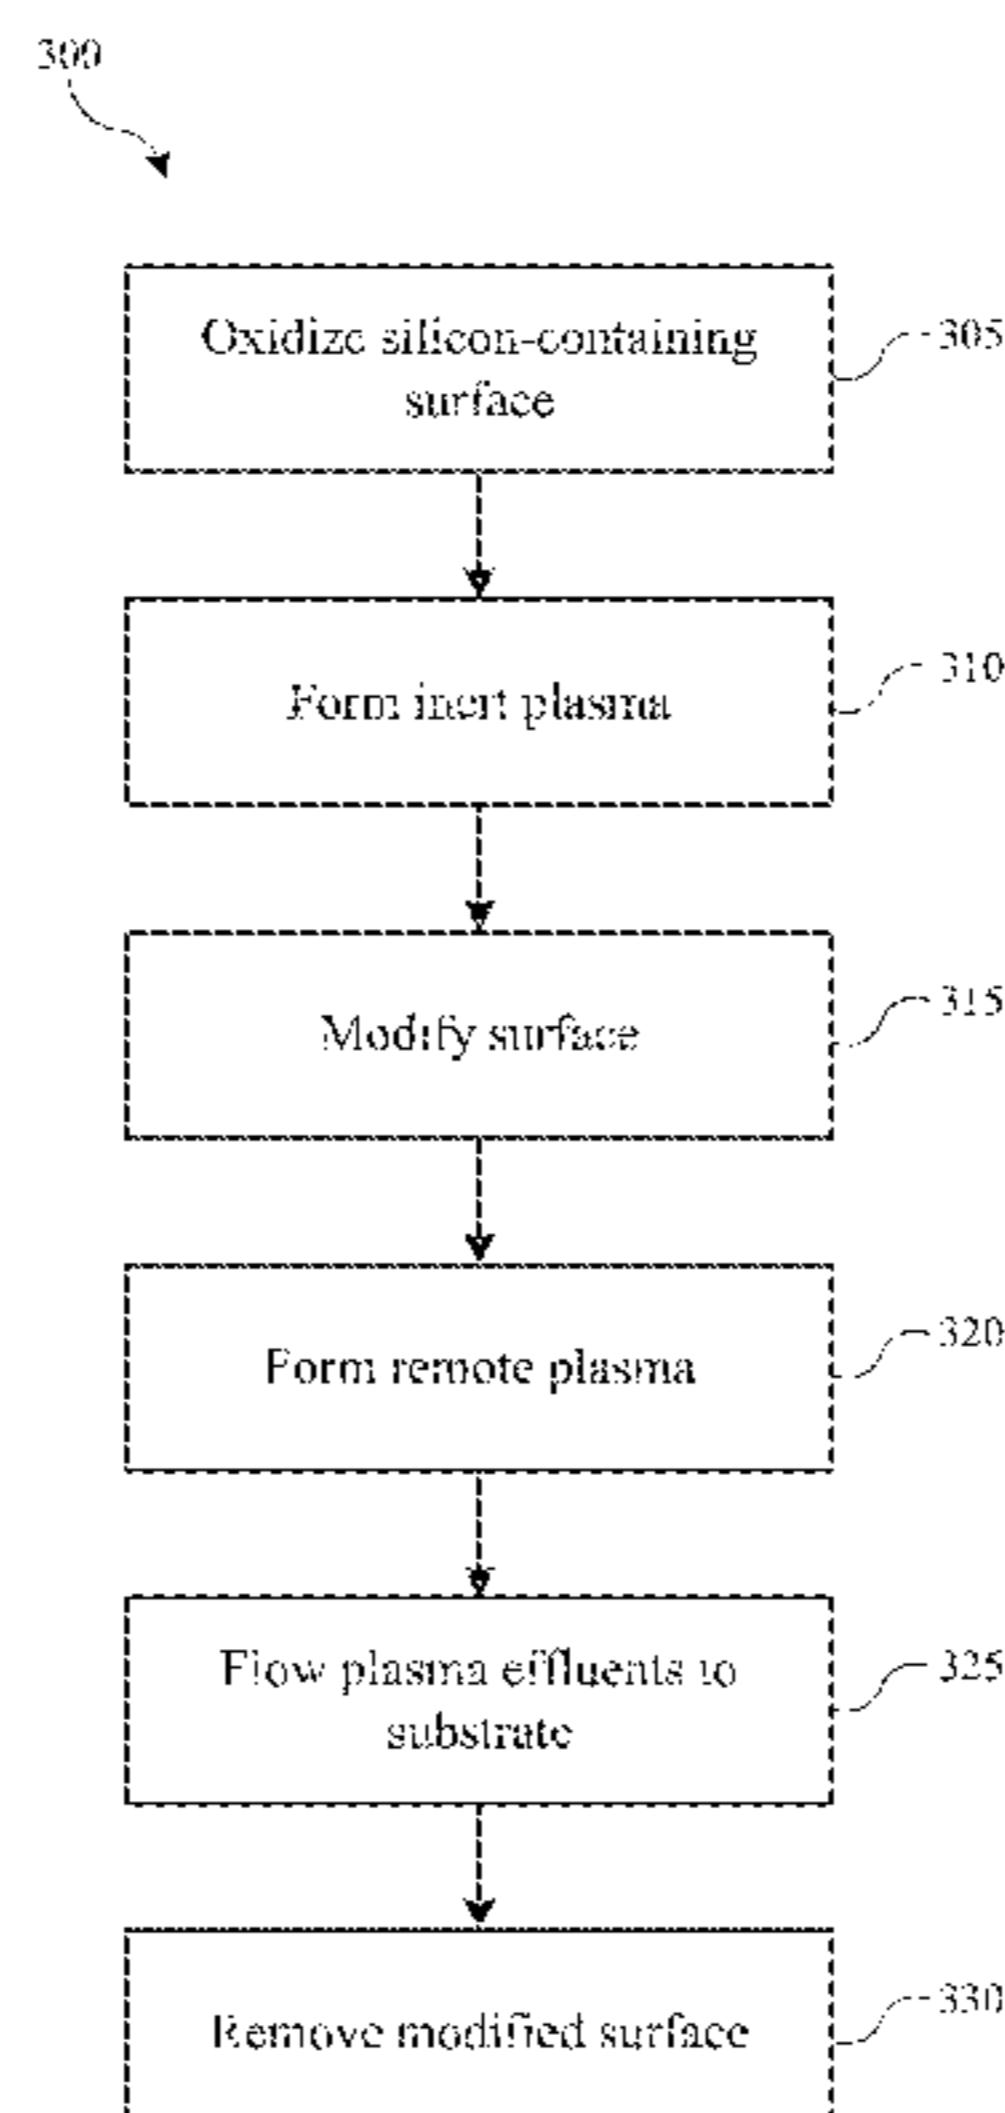 300
Oxidize silicon-containing
surface
305
Form inert plasma
310
Modify surface
315
Form remote plasma
320
Flow plasma effluents to
substrate
325
Remove modified surface
330